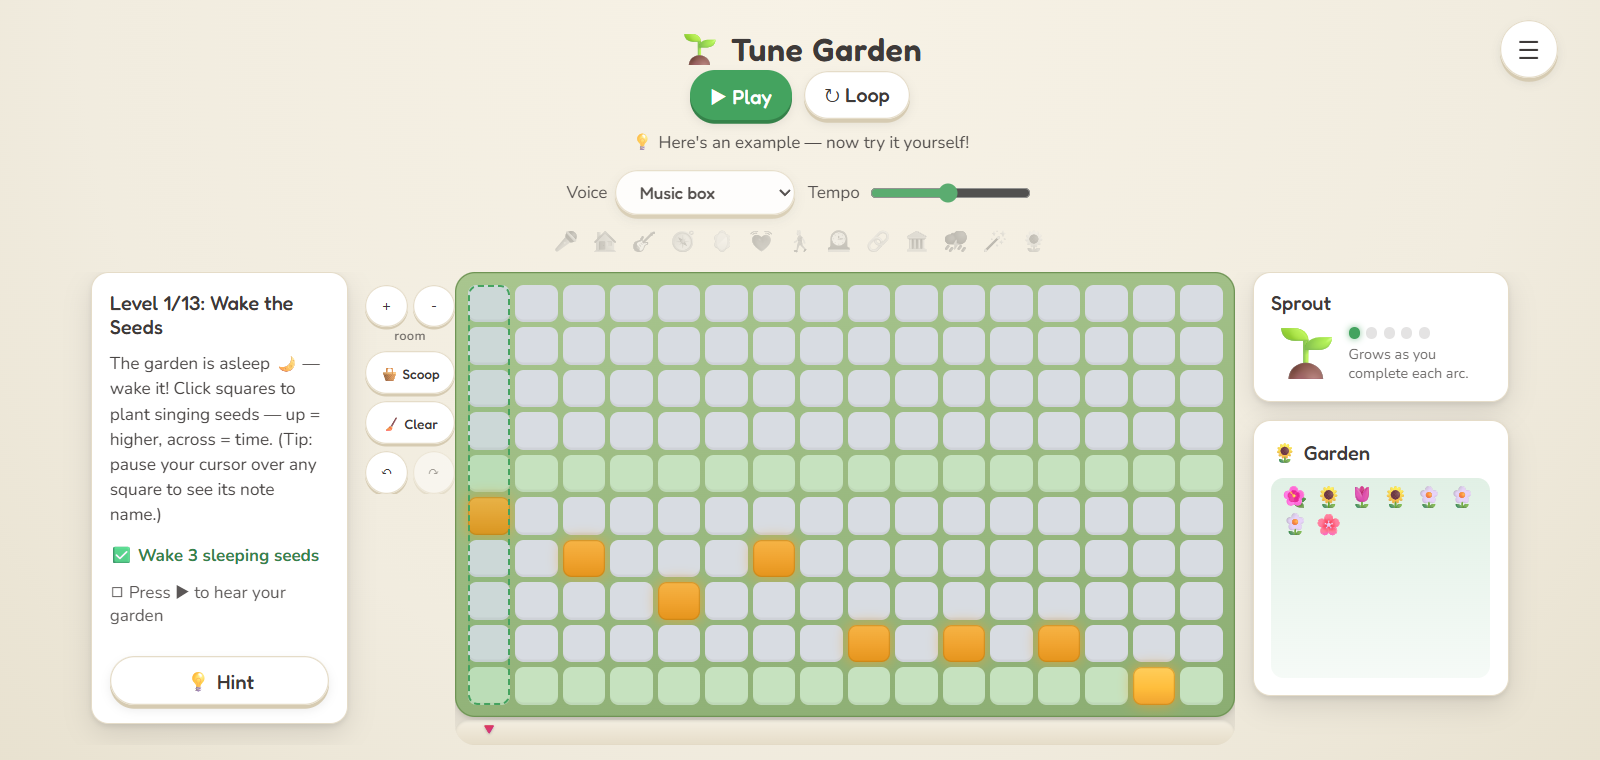 Tune Garden
▶ Play
↻ Loop
Here's an example — now try it yourself!
Voice
Music box
Tempo
Level 1/13: Wake the
Seeds
The garden is asleep 🌙 —
wake it! Click squares to
plant singing seeds — up =
higher, across = time. (Tip:
pause your cursor over any
square to see its note
name.)
✅ Wake 3 sleeping seeds
☐ Press ▶ to hear your
garden
Hint
+
-
room
Scoop
Clear
Sprout
Grows as you
complete each arc.
Garden